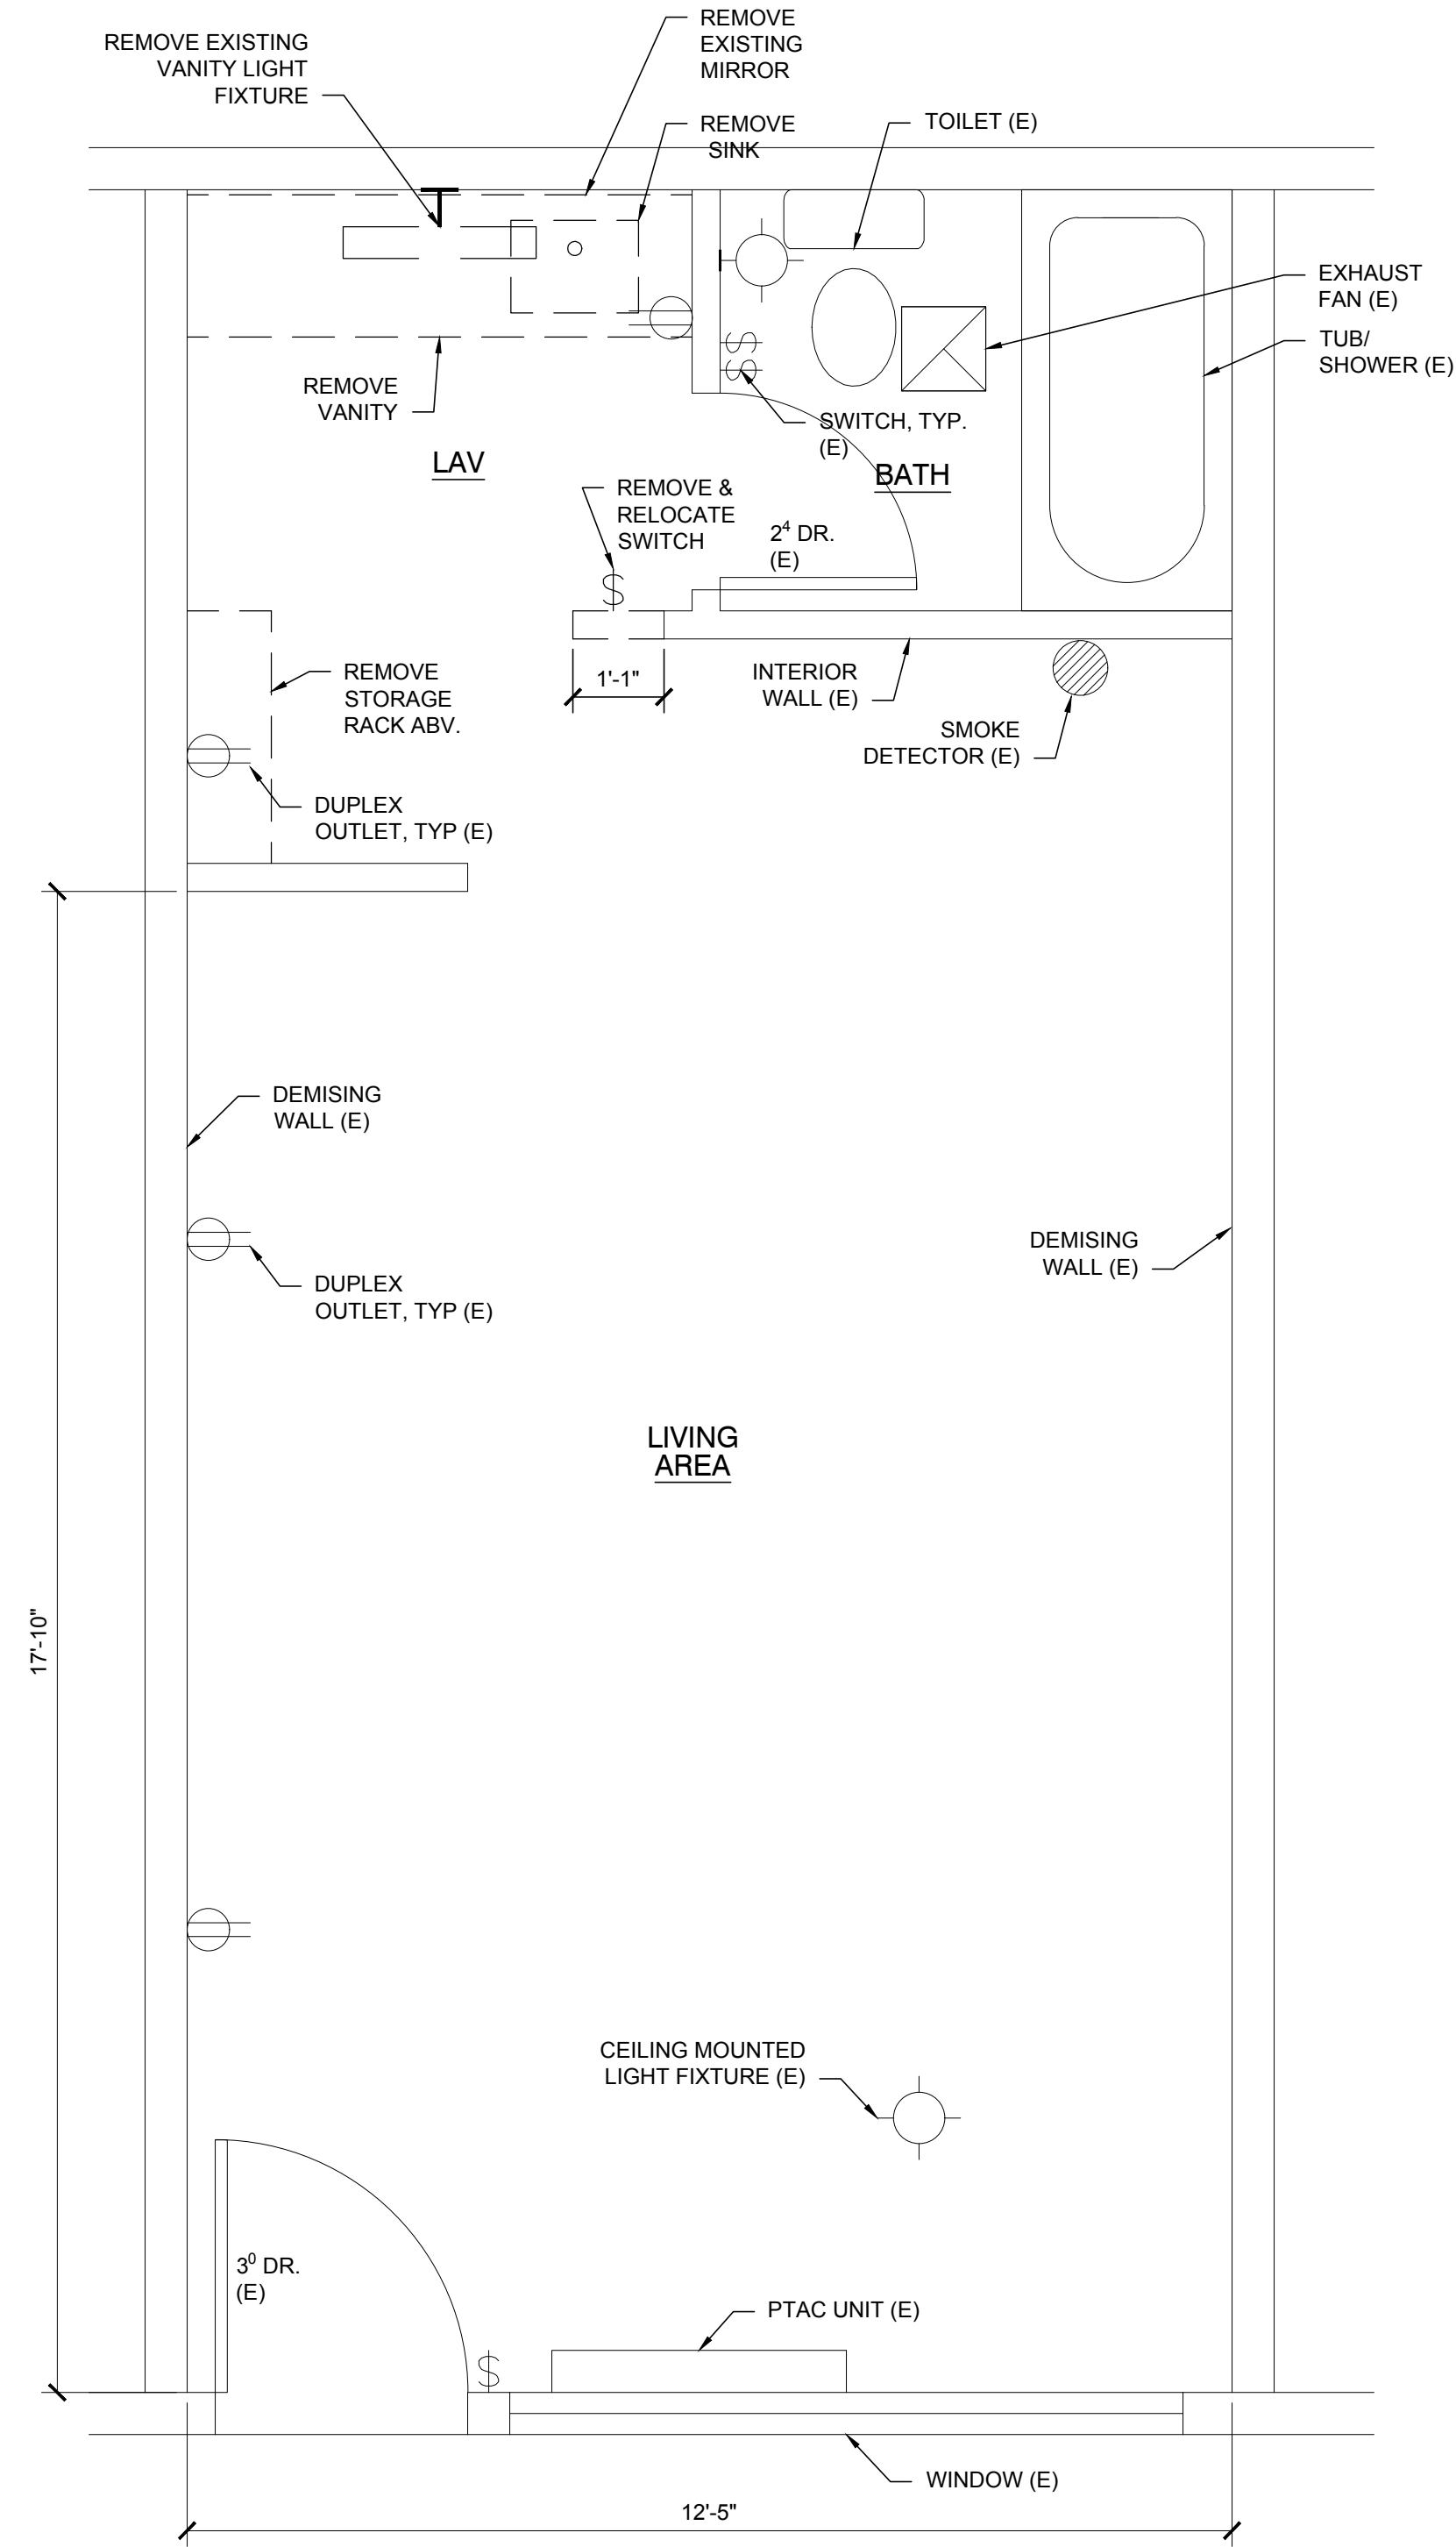 REMOVE EXISTING
VANITY LIGHT
FIXTURE
REMOVE
EXISTING
MIRROR
REMOVE
SINK
TOILET (E)
EXHAUST
FAN (E)
TUB/
SHOWER (E)
REMOVE
VANITY
$
$
SWITCH, TYP.
(E)
LAV
BATH
REMOVE &
RELOCATE
SWITCH
2⁴ DR.
(E)
$
REMOVE
STORAGE
RACK ABV.
1'-1"
INTERIOR
WALL (E)
SMOKE
DETECTOR (E)
DUPLEX
OUTLET, TYP (E)
DEMISING
WALL (E)
DEMISING
WALL (E)
DUPLEX
OUTLET, TYP (E)
LIVING
AREA
17'-10"
CEILING MOUNTED
LIGHT FIXTURE (E)
3⁰ DR.
(E)
PTAC UNIT (E)
$
WINDOW (E)
12'-5"